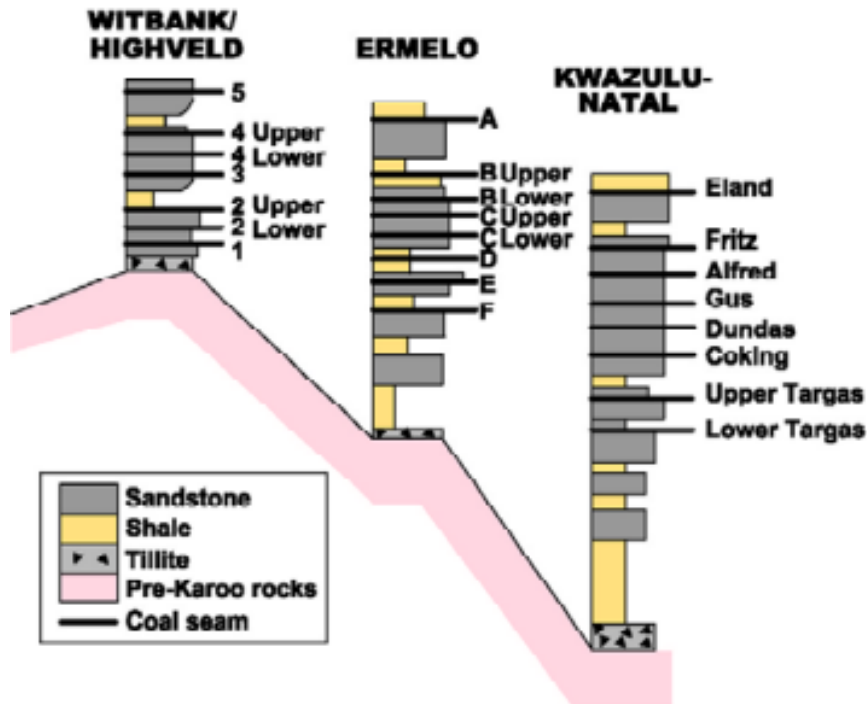 WITBANK/
HIGHVELD
5
4 Upper
4 Lower
3
2 Upper
2 Lower
1
ERMELO
A
B Upper
B Lower
C Upper
C Lower
D
E
F
KWAZULU-
NATAL
Eland
Fritz
Alfred
Gus
Dundas
Coking
Upper Targas
Lower Targas
Sandstone
Shale
Tillite
Pre-Karoo rocks
Coal seam